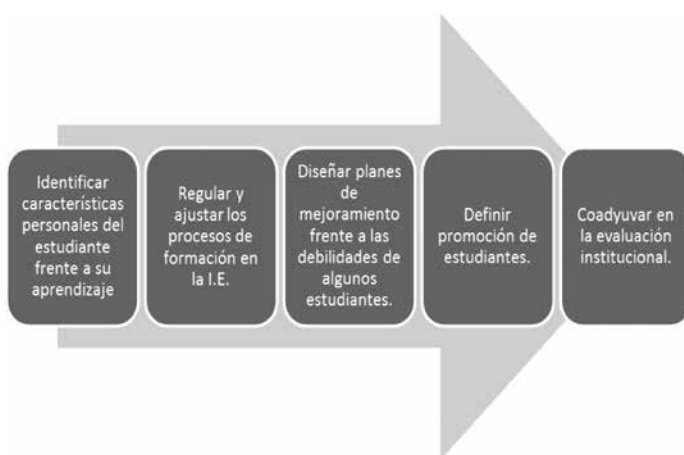 Identificar
características
personales del
estudiante
frente a su
aprendizaje
Regular y
ajustar los
procesos de
formación en
la I.E.
Diseñar planes
de
mejoramiento
frente a las
debilidades de
algunos
estudiantes.
Definir
promoción de
estudiantes.
Coadyuvar en
la evaluación
institucional.